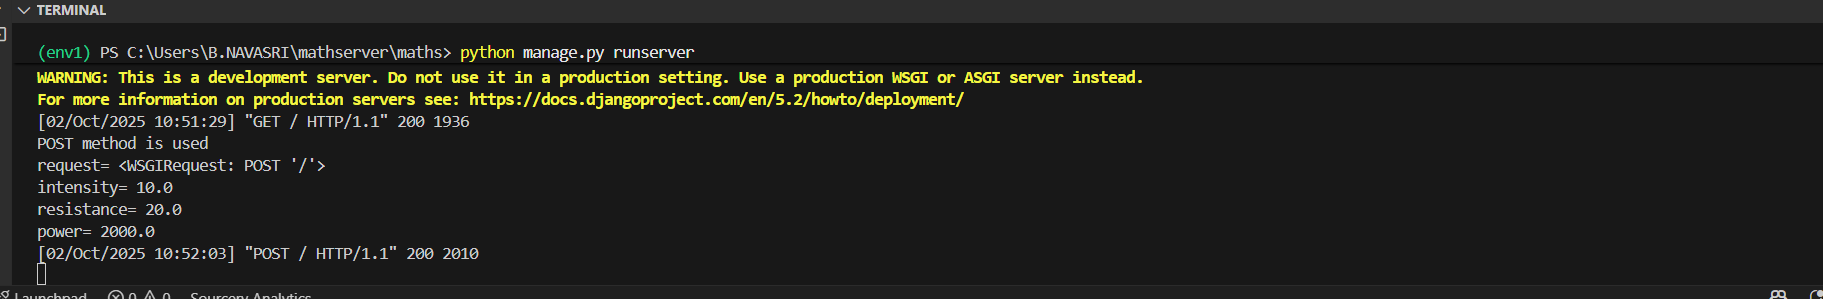 TERMINAL
(env1) PS C:\Users\B.NAVASRI\mathserver\maths> python manage.py runserver
WARNING: This is a development server. Do not use it in a production setting. Use a production WSGI or ASGI server instead.
For more information on production servers see: https://docs.djangoproject.com/en/5.2/howto/deployment/
[02/Oct/2025 10:51:29] "GET / HTTP/1.1" 200 1936
POST method is used
request= <WSGIRequest: POST '/'>
intensity= 10.0
resistance= 20.0
power= 2000.0
[02/Oct/2025 10:52:03] "POST / HTTP/1.1" 200 2010
Launchpad 0 0 Sourcery Analytics